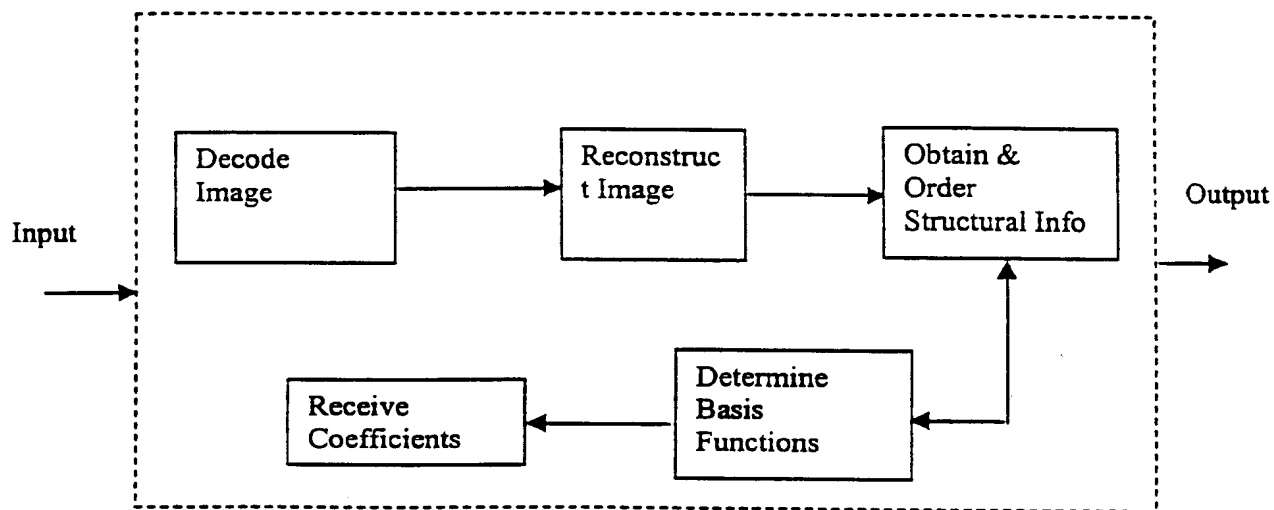 Input
Decode
Image
Reconstruc
t Image
Obtain &
Order
Structural Info
Output
Receive
Coefficients
Determine
Basis
Functions